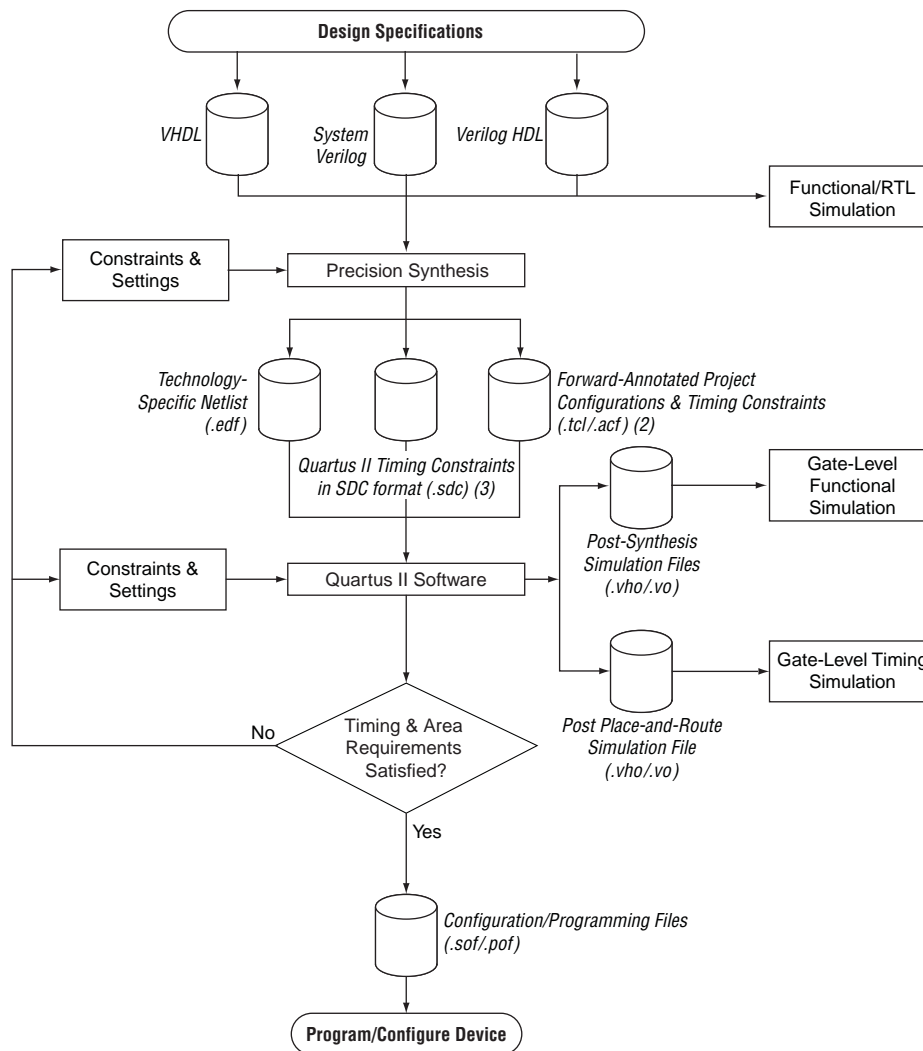 Design Specifications
VHDL
System
Verilog
Verilog HDL
Functional/RTL
Simulation
Constraints &
Settings
Precision Synthesis
Technology-
Specific Netlist
(.edf)
Forward-Annotated Project
Configurations & Timing Constraints
(.tcl/.acf) (2)
Quartus II Timing Constraints
in SDC format (.sdc) (3)
Gate-Level
Functional
Simulation
Post-Synthesis
Simulation Files
(.vho/.vo)
Constraints &
Settings
Quartus II Software
Gate-Level Timing
Simulation
Post Place-and-Route
Simulation File
(.vho/.vo)
No
Timing & Area
Requirements
Satisfied?
Yes
Configuration/Programming Files
(.sof/.pof)
Program/Configure Device